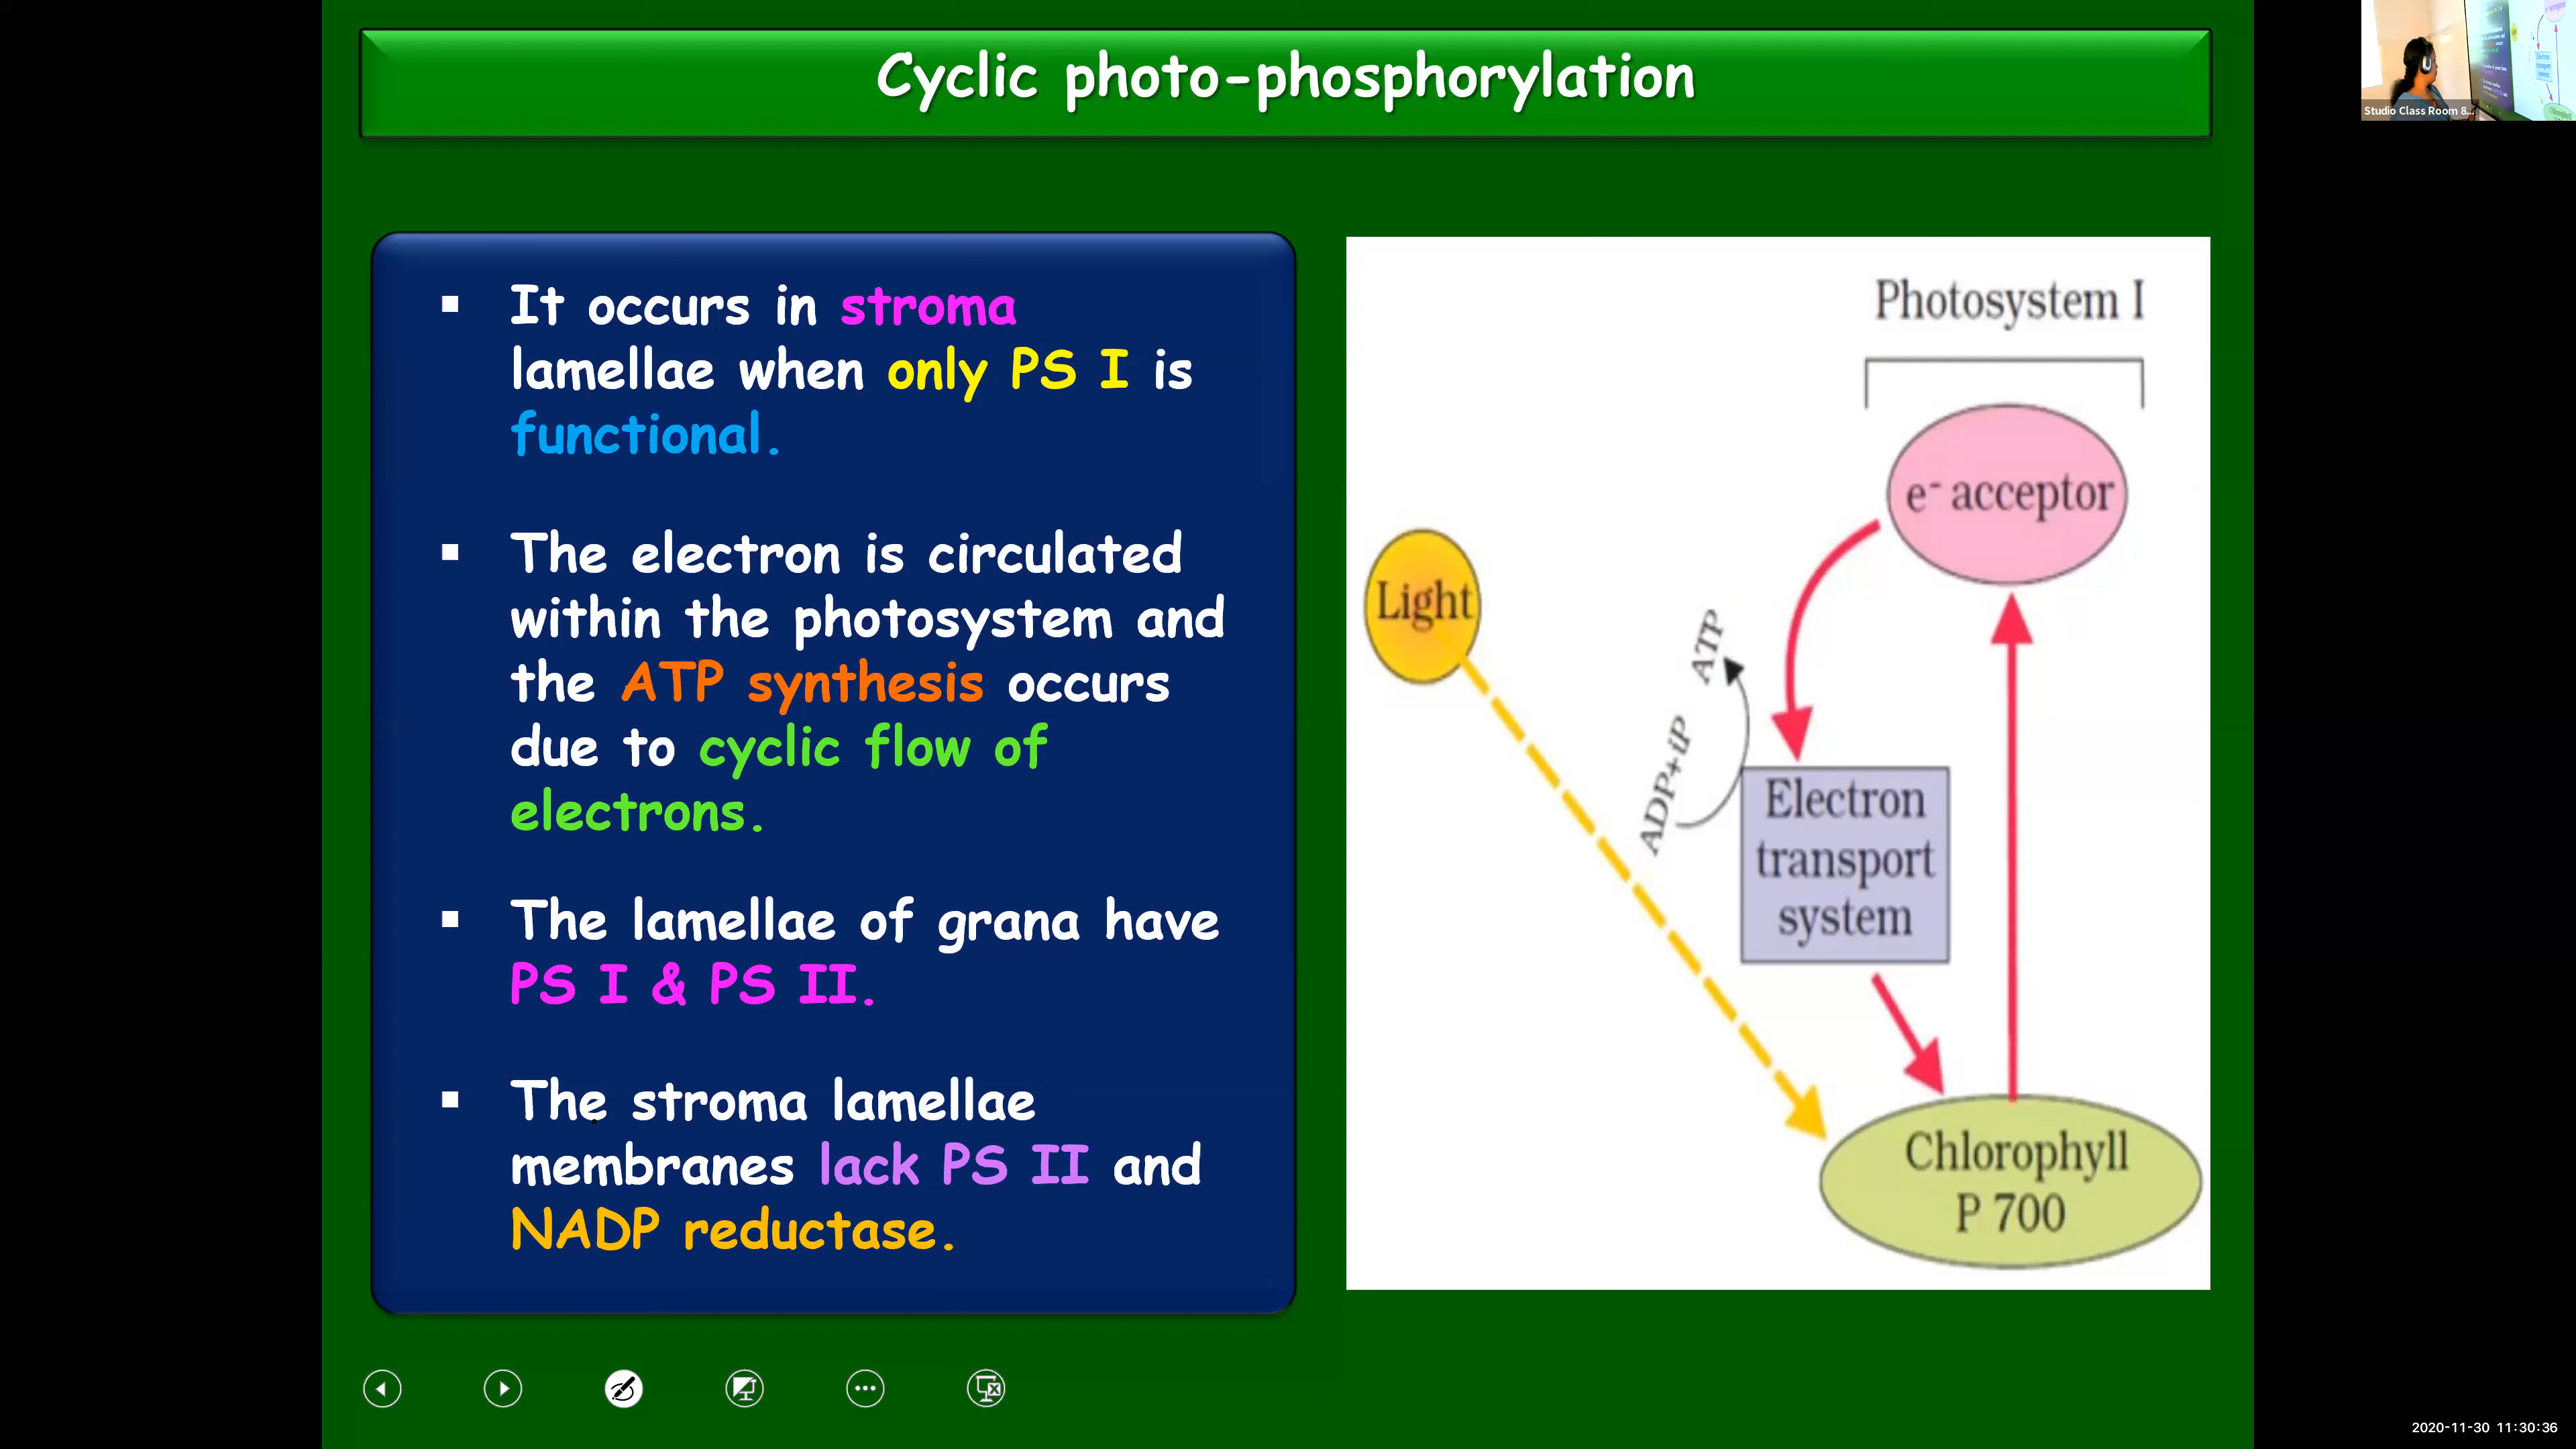 Cyclic photo-phosphorylation
It occurs in stroma
lamellae when only PS I is
functional.
The electron is circulated
within the photosystem and
the ATP synthesis occurs
due to cyclic flow of
electrons.
The lamellae of grana have
PS I & PS II.
The stroma lamellae
membranes lack PS II and
NADP reductase.
Photosystem I
e- acceptor
Light
ATP
ADP+iP
Electron
transport
system
Chlorophyll
P 700
Studio Class Room 8...
2020-11-30 11:30:36